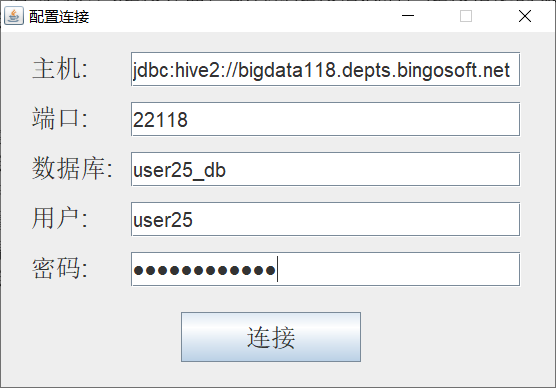 配置连接
主机: jdbc:hive2://bigdata118.depts.bingosoft.net
端口: 22118
数据库: user25_db
用户: user25
密码: ●●●●●●●●●●●●
连接